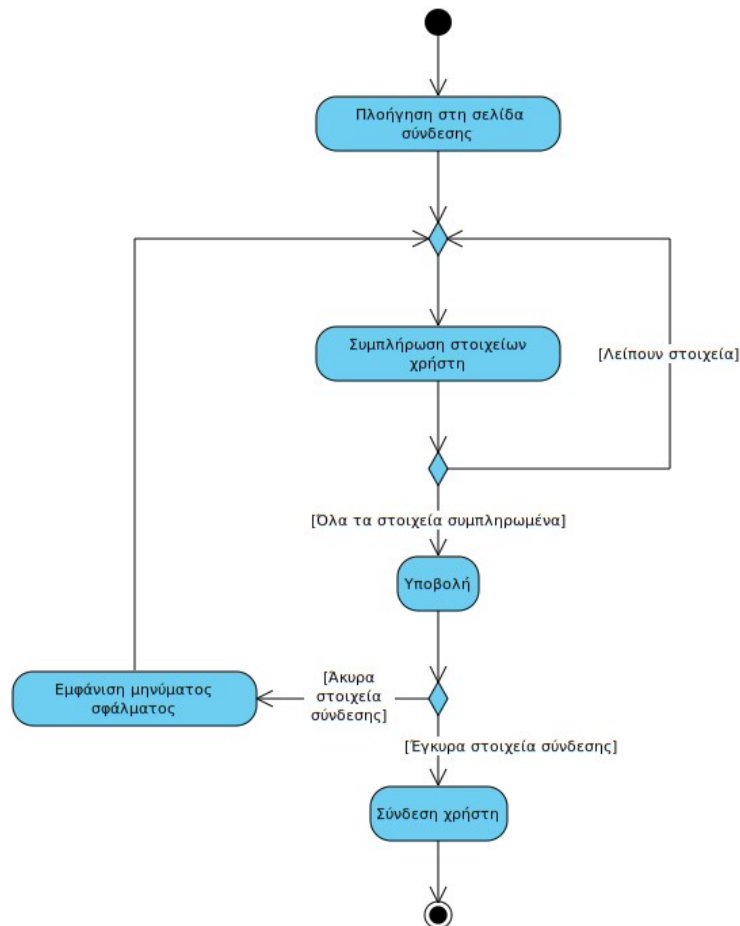 Πλοήγηση στη σελίδα
σύνδεσης
Συμπλήρωση στοιχείων
χρήστη
[Λείπουν στοιχεία]
[Όλα τα στοιχεία συμπληρωμένα]
Υποβολή
[Άκυρα
στοιχεία
σύνδεσης]
Εμφάνιση μηνύματος
σφάλματος
[Έγκυρα στοιχεία σύνδεσης]
Σύνδεση χρήστη